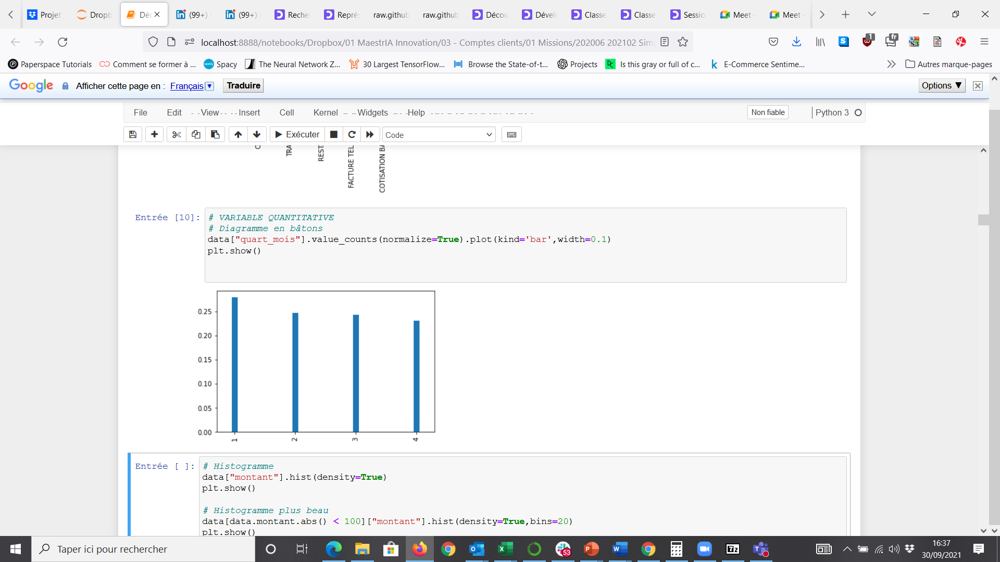 Projet
Dropb
Déc
(99+)
(99+)
Reche
Repré
raw.github
raw.github
Décou
Dével
Classe
Classe
Sessio
Meet -
Meet -
localhost:8888/notebooks/Dropbox/01 MaestrIA Innovation/03 - Comptes clients/01 Missions/202006 202102 Sim
1
fr
Paperspace Tutorials
Comment se former à ...
Spacy
The Neural Network Z...
30 Largest TensorFlow...
Browse the State-of-t...
Projects
Is this gray or full of c...
E-Commerce Sentime...
Autres marque-pages
Google
Afficher cette page en :
Français
Traduire
Options ▼
File
Edit
View
Insert
Cell
Kernel
Widgets
Help
Non fiable
Python 3
Exécuter
Code
C
TRA
REST
FACTURE TEL
COTISATION BA
Entrée [10]:
# VARIABLE QUANTITATIVE
# Diagramme en bâtons
data["quart_mois"].value_counts(normalize=True).plot(kind='bar',width=0.1)
plt.show()
0.25
0.20
0.15
0.10
0.05
0.00
1
2
3
4
Entrée [ ]:
# Histogramme
data["montant"].hist(density=True)
plt.show()
# Histogramme plus beau
data[data.montant.abs() < 100]["montant"].hist(density=True,bins=20)
plt.show()
Taper ici pour rechercher
53
16:37
30/09/2021